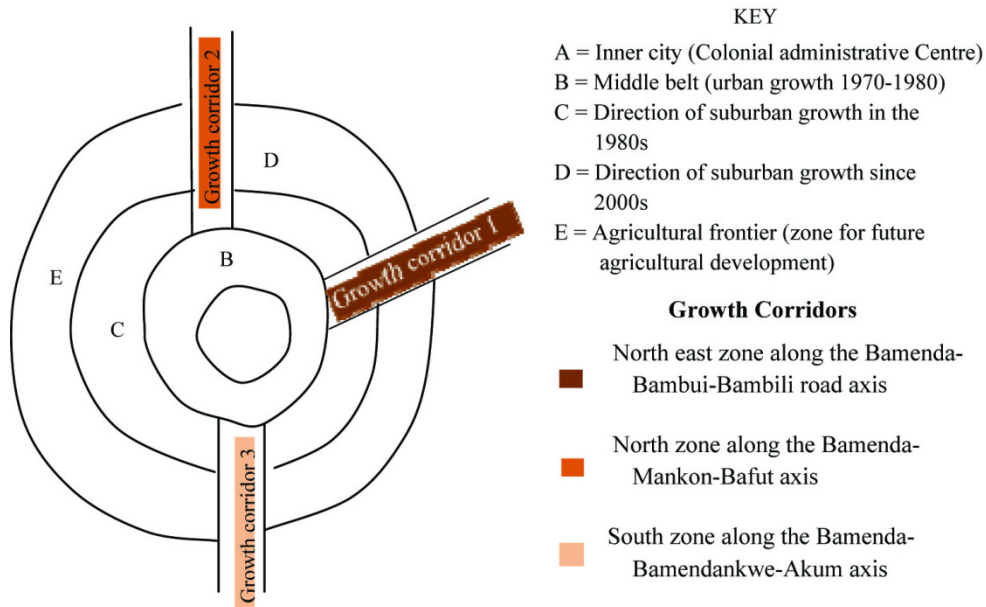 Growth corridor 2
D
Growth corridor 1
B
E
C
Growth corridor 3
KEY
A = Inner city (Colonial administrative Centre)
B = Middle belt (urban growth 1970-1980)
C = Direction of suburban growth in the
1980s
D = Direction of suburban growth since
2000s
E = Agricultural frontier (zone for future
agricultural development)
Growth Corridors
North east zone along the Bamenda-
Bambui-Bambili road axis
North zone along the Bamenda-
Mankon-Bafut axis
South zone along the Bamenda-
Bamendankwe-Akum axis